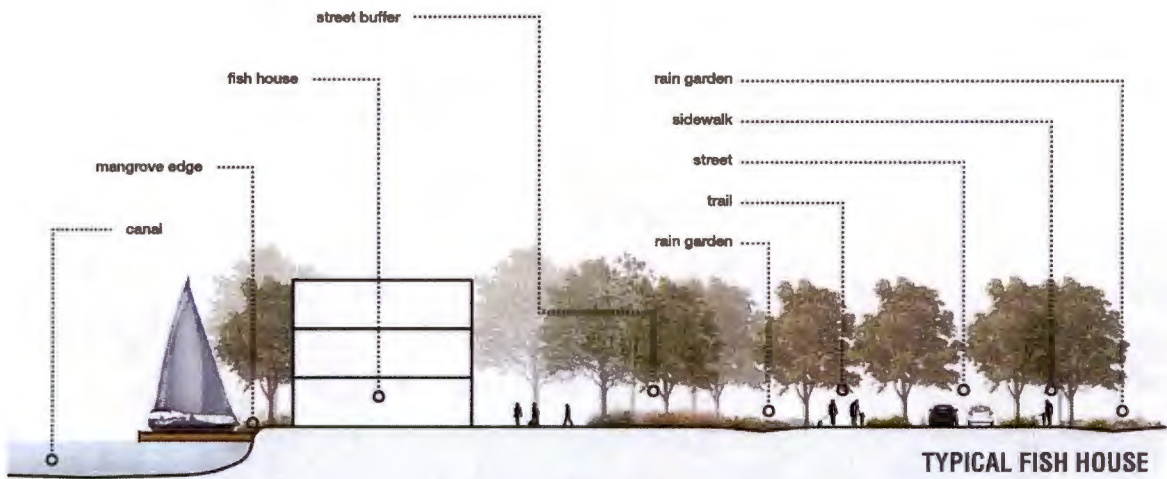 street buffer
fish house
rain garden
sidewalk
mangrove edge
street
trail
canal
rain garden
TYPICAL FISH HOUSE